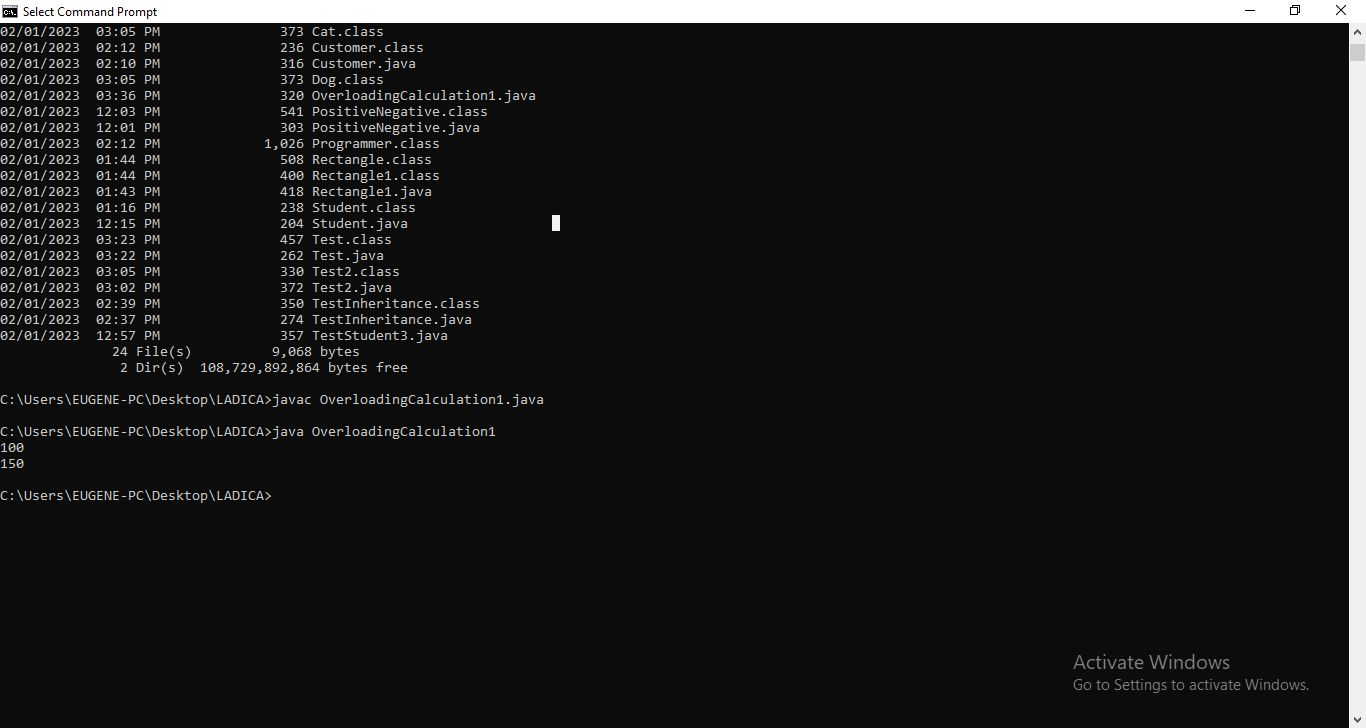 Select Command Prompt
02/01/2023  03:05 PM               373 Cat.class
02/01/2023  02:12 PM               236 Customer.class
02/01/2023  02:10 PM               316 Customer.java
02/01/2023  03:05 PM               373 Dog.class
02/01/2023  03:36 PM               320 OverloadingCalculation1.java
02/01/2023  12:03 PM               541 PositiveNegative.class
02/01/2023  12:01 PM               303 PositiveNegative.java
02/01/2023  02:12 PM             1,026 Programmer.class
02/01/2023  01:44 PM               508 Rectangle.class
02/01/2023  01:44 PM               400 Rectangle1.class
02/01/2023  01:43 PM               418 Rectangle1.java
02/01/2023  01:16 PM               238 Student.class
02/01/2023  12:15 PM               204 Student.java
02/01/2023  03:23 PM               457 Test.class
02/01/2023  03:22 PM               262 Test.java
02/01/2023  03:05 PM               330 Test2.class
02/01/2023  03:02 PM               372 Test2.java
02/01/2023  02:39 PM               350 TestInheritance.class
02/01/2023  02:37 PM               274 TestInheritance.java
02/01/2023  12:57 PM               357 TestStudent3.java
24 File(s)          9,068 bytes
2 Dir(s)  108,729,892,864 bytes free
C:\Users\EUGENE-PC\Desktop\LADICA>javac OverloadingCalculation1.java
C:\Users\EUGENE-PC\Desktop\LADICA>java OverloadingCalculation1
100
150
C:\Users\EUGENE-PC\Desktop\LADICA>
Activate Windows
Go to Settings to activate Windows.